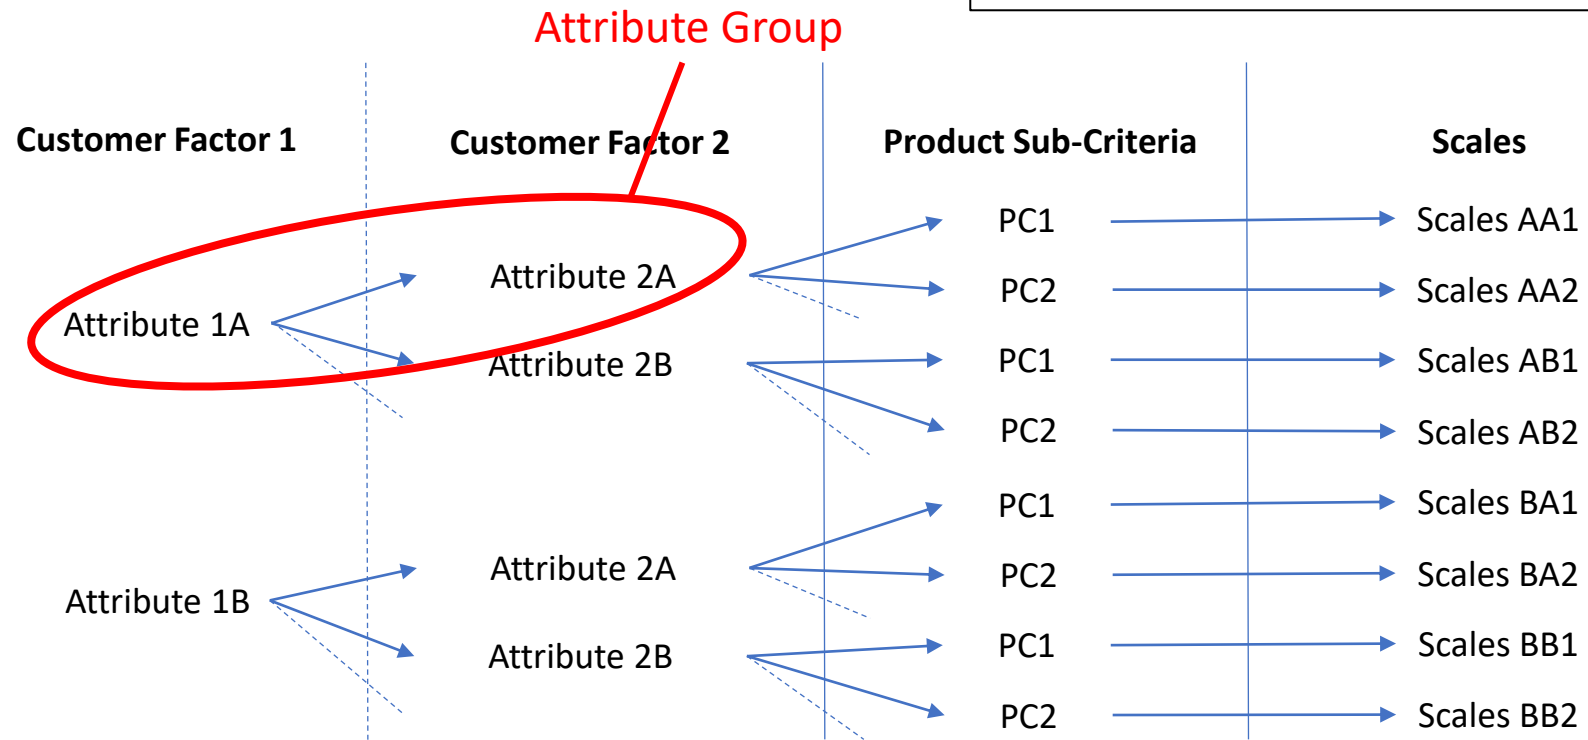 Attribute Group
Customer Factor 1
Customer Factor 2
Product Sub-Criteria
Scales
PC1
Scales AA1
Attribute 2A
PC2
Scales AA2
Attribute 1A
Attribute 2B
PC1
Scales AB1
PC2
Scales AB2
PC1
Scales BA1
Attribute 2A
PC2
Scales BA2
Attribute 1B
Attribute 2B
PC1
Scales BB1
PC2
Scales BB2